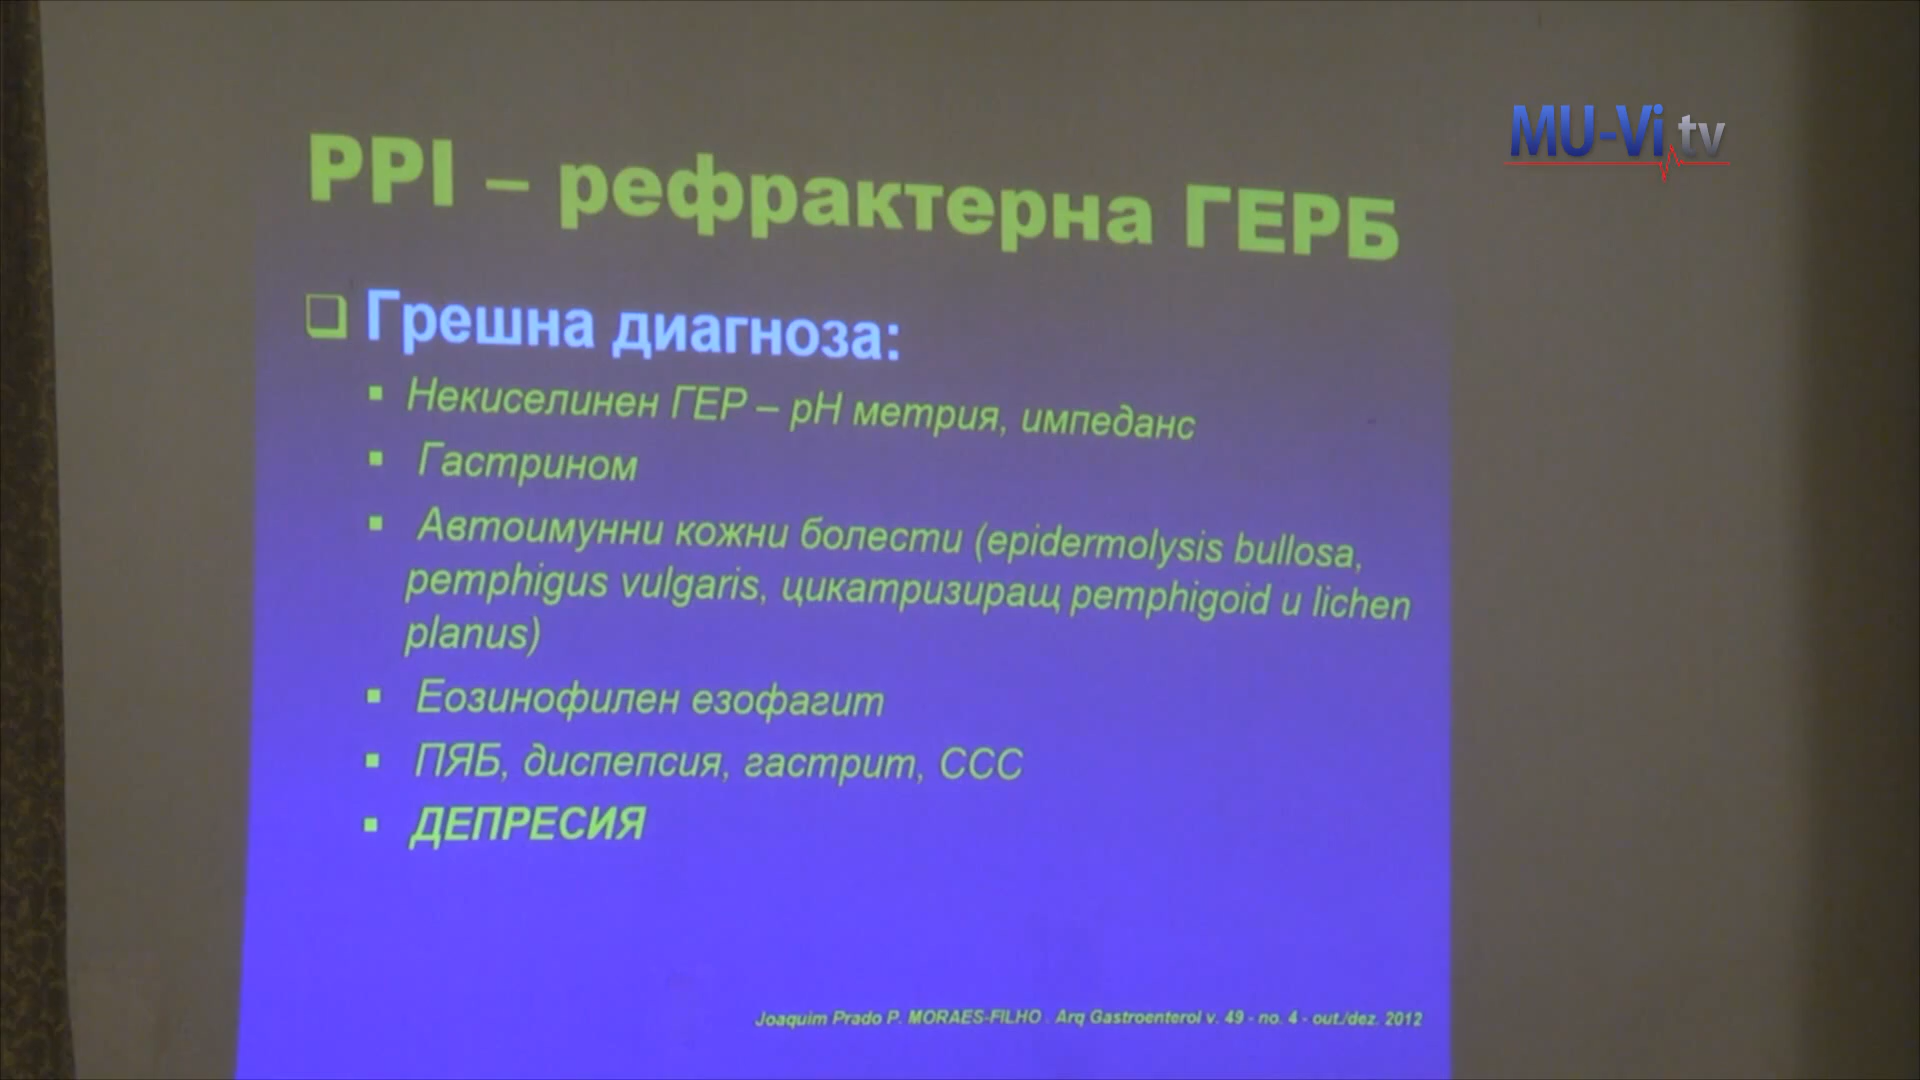 MU-Vi.tv
PPI – рефрактерна ГЕРБ
Грешна диагноза:
Некиселинен ГЕР – pH метрия, импеданс
Гастрином
Автоимунни кожни болести (epidermolysis bullosa,
pemphigus vulgaris, цикатризиращ pemphigoid и lichen
planus)
Еозинофилен езофагит
ПЯБ, диспепсия, гастрит, ССС
ДЕПРЕСИЯ
Joaquim Prado P. MORAES-FILHO . Arq Gastroenterol v. 49 - no. 4 - out./dez. 2012